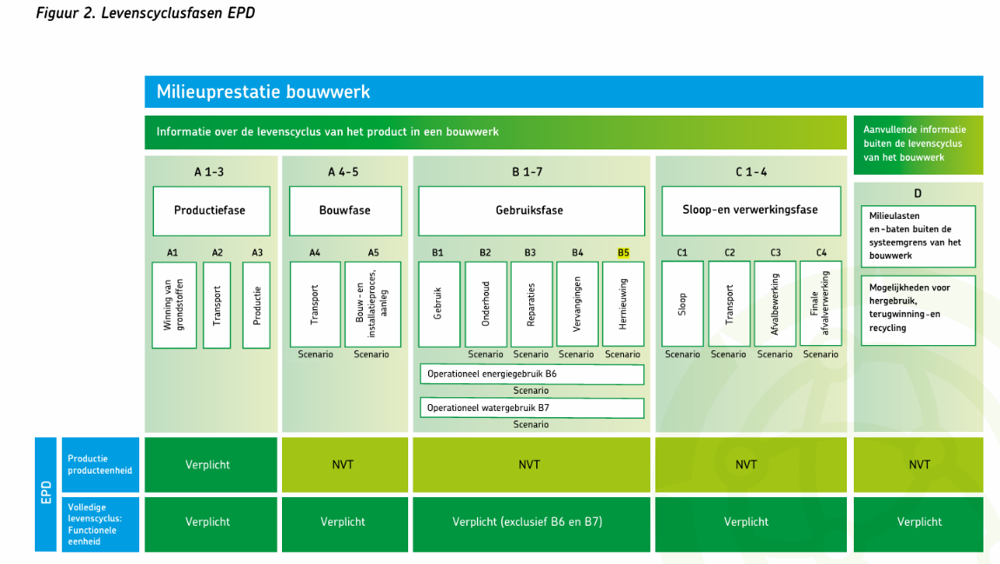 Figuur 2. Levenscyclusfasen EPD
Milieuprestatie bouwwerk
Informatie over de levenscyclus van het product in een bouwwerk
Aanvullende informatie
buiten de levenscyclus
van het bouwwerk
A 1-3
Productiefase
A1
A2
A3
Winning van
grondstoffen
Transport
Productie
A 4-5
Bouwfase
A4
A5
Transport
Bouw-en
installatieproces,
aanleg
Scenario
Scenario
B 1-7
Gebruiksfase
B1
B2
B3
B4
B5
Gebruik
Onderhoud
Reparaties
Vervangingen
Hernieuwing
Scenario
Scenario
Scenario
Scenario
Operationeel energiegebruik B6
Scenario
Operationeel watergebruik B7
Scenario
C 1-4
Sloop-en verwerkingsfase
C1
C2
C3
C4
Sloop
Transport
Afvalbewerking
Finale
afvalverwerking
Scenario
Scenario
Scenario
Scenario
D
Milieulasten
en-baten buiten de
systeemgrens van het
bouwwerk
Mogelijkheden voor
hergebruik,
terugwinning-en
recycling
EPD
Productie
producteenheid
Verplicht
NVT
NVT
NVT
NVT
Volledige
levenscyclus:
Functionele
eenheid
Verplicht
Verplicht
Verplicht (exclusief B6 en B7)
Verplicht
Verplicht